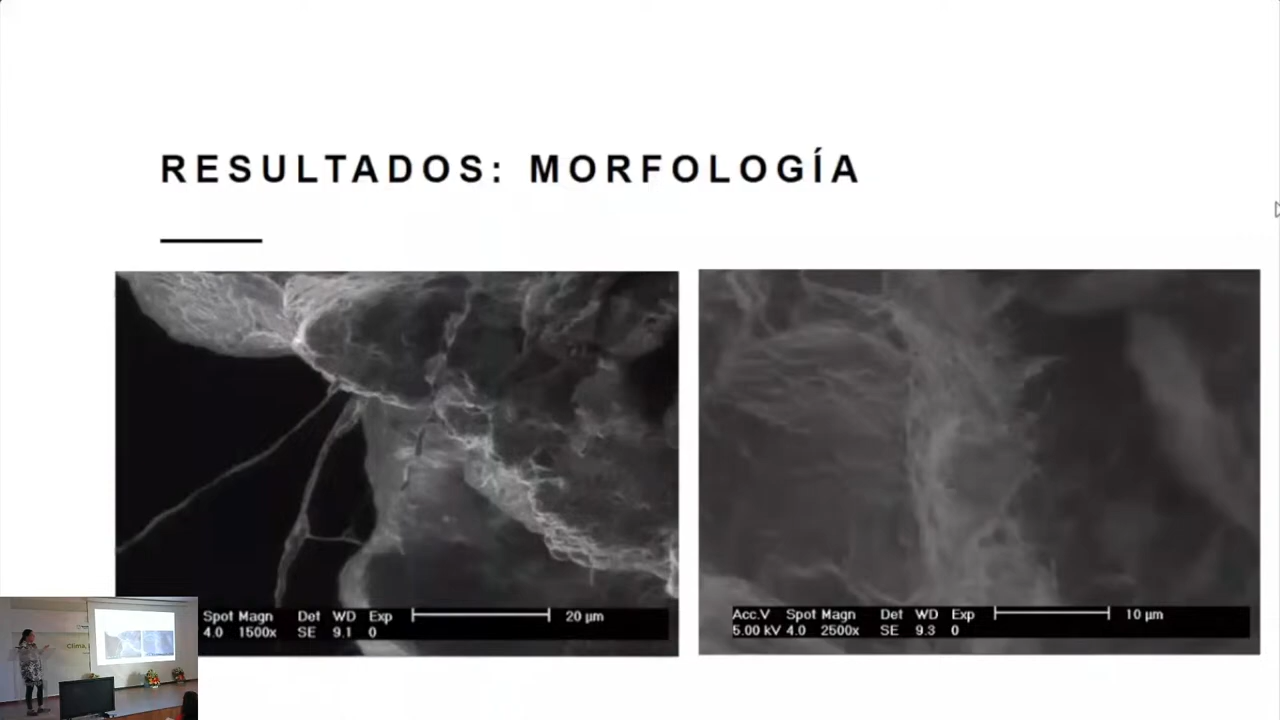 RESULTADOS: MORFOLOGÍA
Spot Magn Det WD Exp 20 µm
4.0 1500x SE 9.1 0
Acc.V Spot Magn Det WD Exp 10 µm
5.00 kV 4.0 2500x SE 9.3 0
Clima,